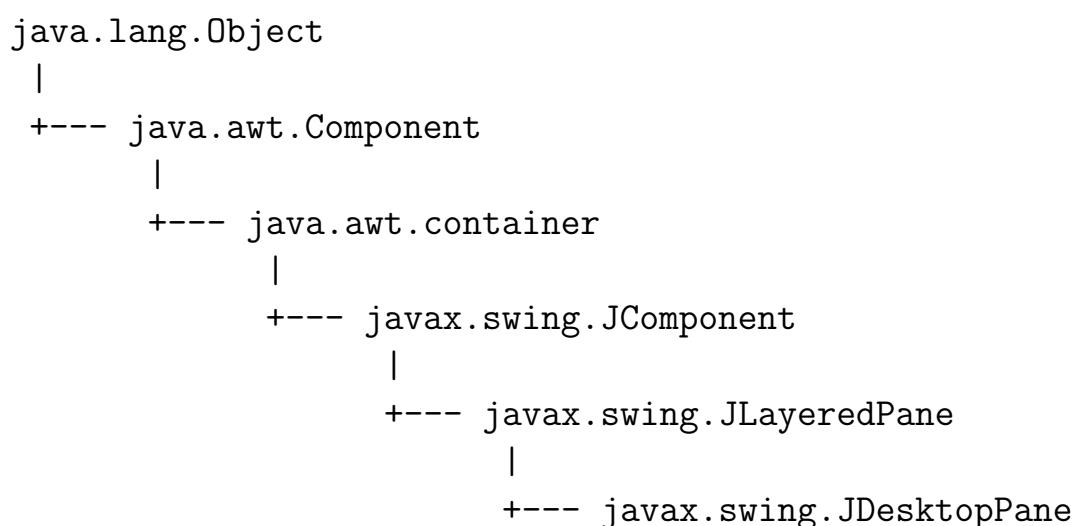 java.lang.Object
|
+--- java.awt.Component
|
+--- java.awt.container
|
+--- javax.swing.JComponent
|
+--- javax.swing.JLayeredPane
|
+--- javax.swing.JDesktopPane